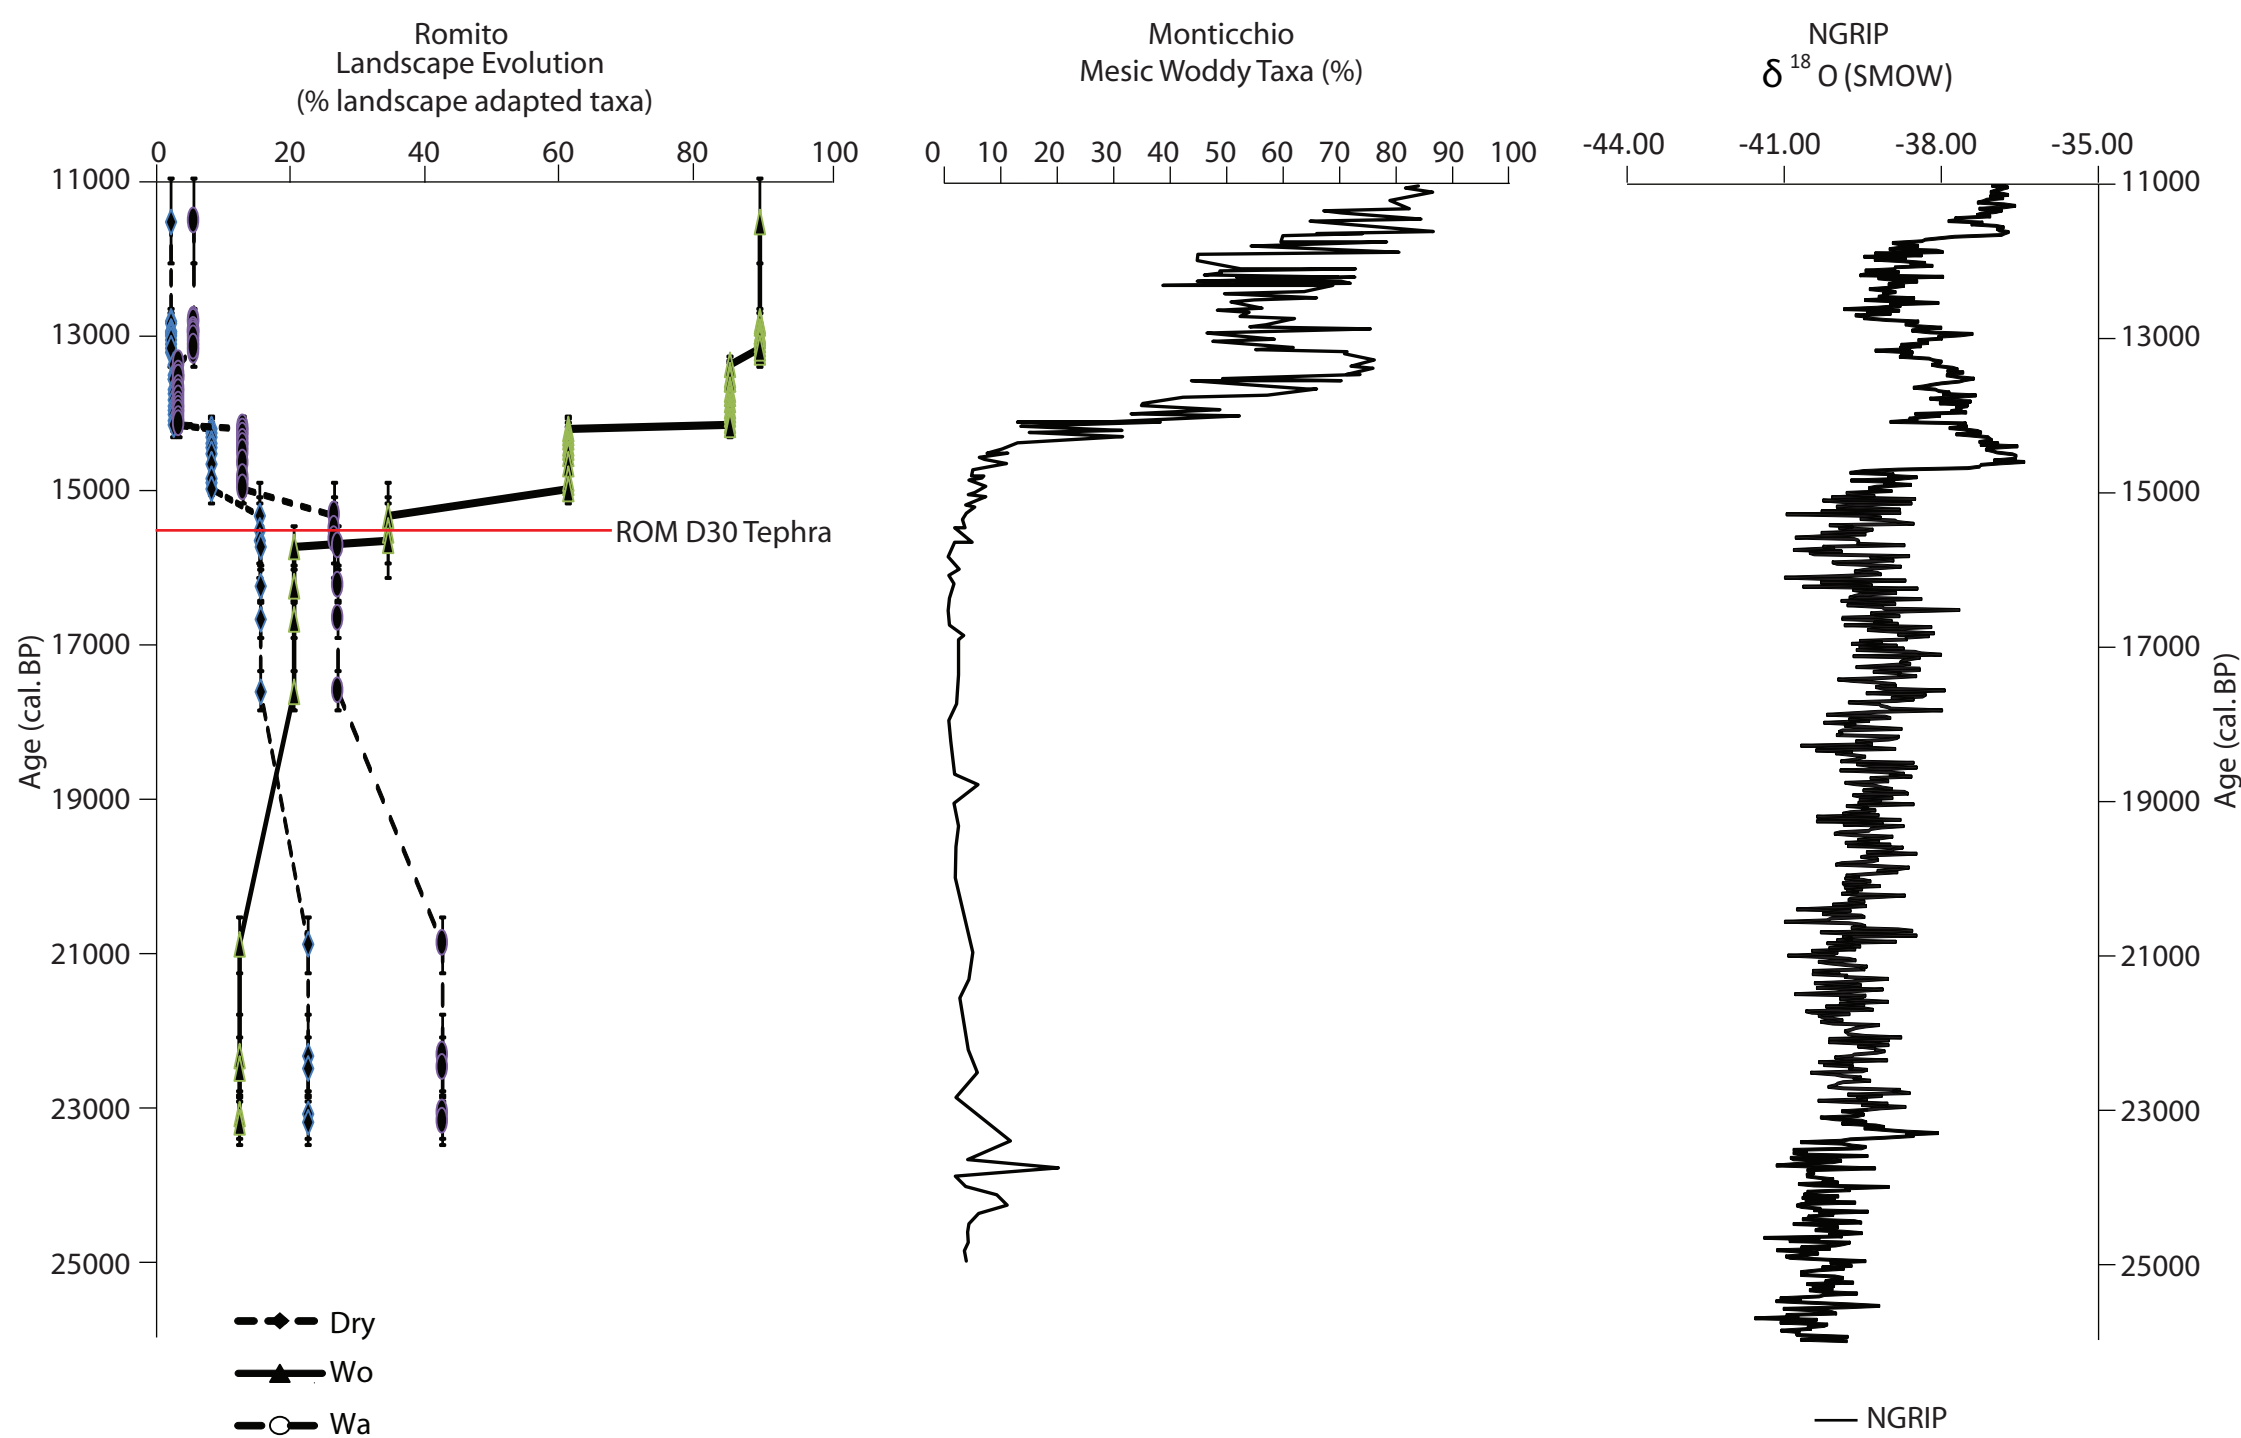 Romito
Landscape Evolution
(% landscape adapted taxa)
0 20 40 60 80 100
11000
13000
15000
17000
19000
21000
23000
25000
Age (cal. BP)
ROM D30 Tephra
Dry
Wo
Wa
Monticchio
Mesic Woddy Taxa (%)
0 10 20 30 40 50 60 70 80 90 100
NGRIP
δ 18 O (SMOW)
-44.00 -41.00 -38.00 -35.00
11000
13000
15000
17000
19000
21000
23000
25000
Age (cal. BP)
NGRIP